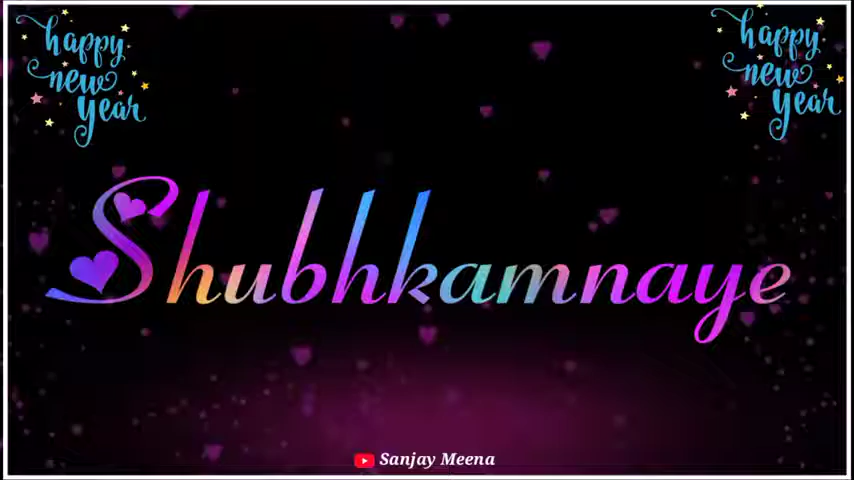 happy
new
year
happy
new
year
Shubhkamnaye
Sanjay Meena